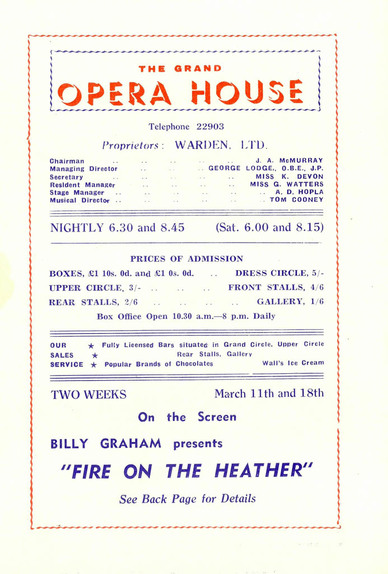 THE GRAND
OPERA HOUSE
Telephone 22903
Proprietors: WARDEN, LTD.
Chairman .. .. .. .. .. J. A. McMURRAY
Managing Director .. .. .. GEORGE LODGE, O.B.E., J.P.
Secretary .. .. .. .. .. MISS K. DEVON
Resident Manager .. .. .. .. MISS G. WATTERS
Stage Manager .. .. .. .. .. A. D. HOPLA
Musical Director .. .. .. .. .. TOM COONEY
NIGHTLY 6.30 and 8.45 (Sat. 6.00 and 8.15)
PRICES OF ADMISSION
BOXES, £1 10s. 0d. and £1 0s. 0d. .. DRESS CIRCLE, 5/-
UPPER CIRCLE, 3/- .. .. .. FRONT STALLS, 4/6
REAR STALLS, 2/6 .. .. .. .. GALLERY, 1/6
Box Office Open 10.30 a.m.—8 p.m. Daily
OUR ★ Fully Licensed Bars situated in Grand Circle, Upper Circle
SALES ★ Rear Stalls, Gallery
SERVICE ★ Popular Brands of Chocolates Wall's Ice Cream
TWO WEEKS March 11th and 18th
On the Screen
BILLY GRAHAM presents
"FIRE ON THE HEATHER"
See Back Page for Details